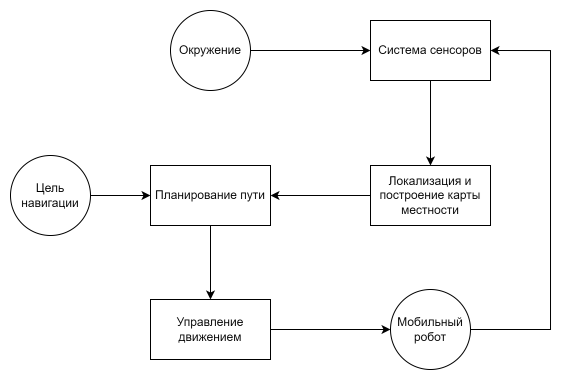 Окружение
Система сенсоров
Цель
навигации
Планирование пути
Локализация и
построение карты
местности
Управление
движением
Мобильный
робот